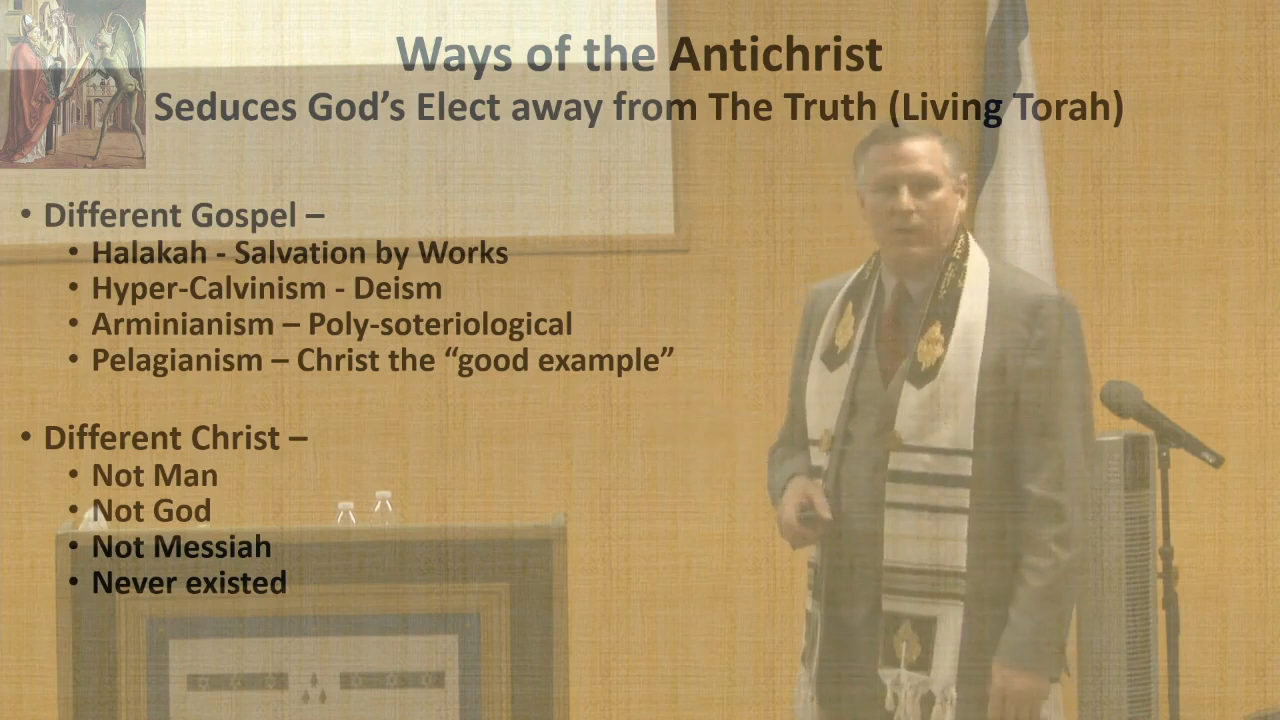 Ways of the Antichrist
Seduces God’s Elect away from The Truth (Living Torah)
• Different Gospel –
• Halakah - Salvation by Works
• Hyper-Calvinism - Deism
• Arminianism – Poly-soteriological
• Pelagianism – Christ the “good example”
• Different Christ –
• Not Man
• Not God
• Not Messiah
• Never existed